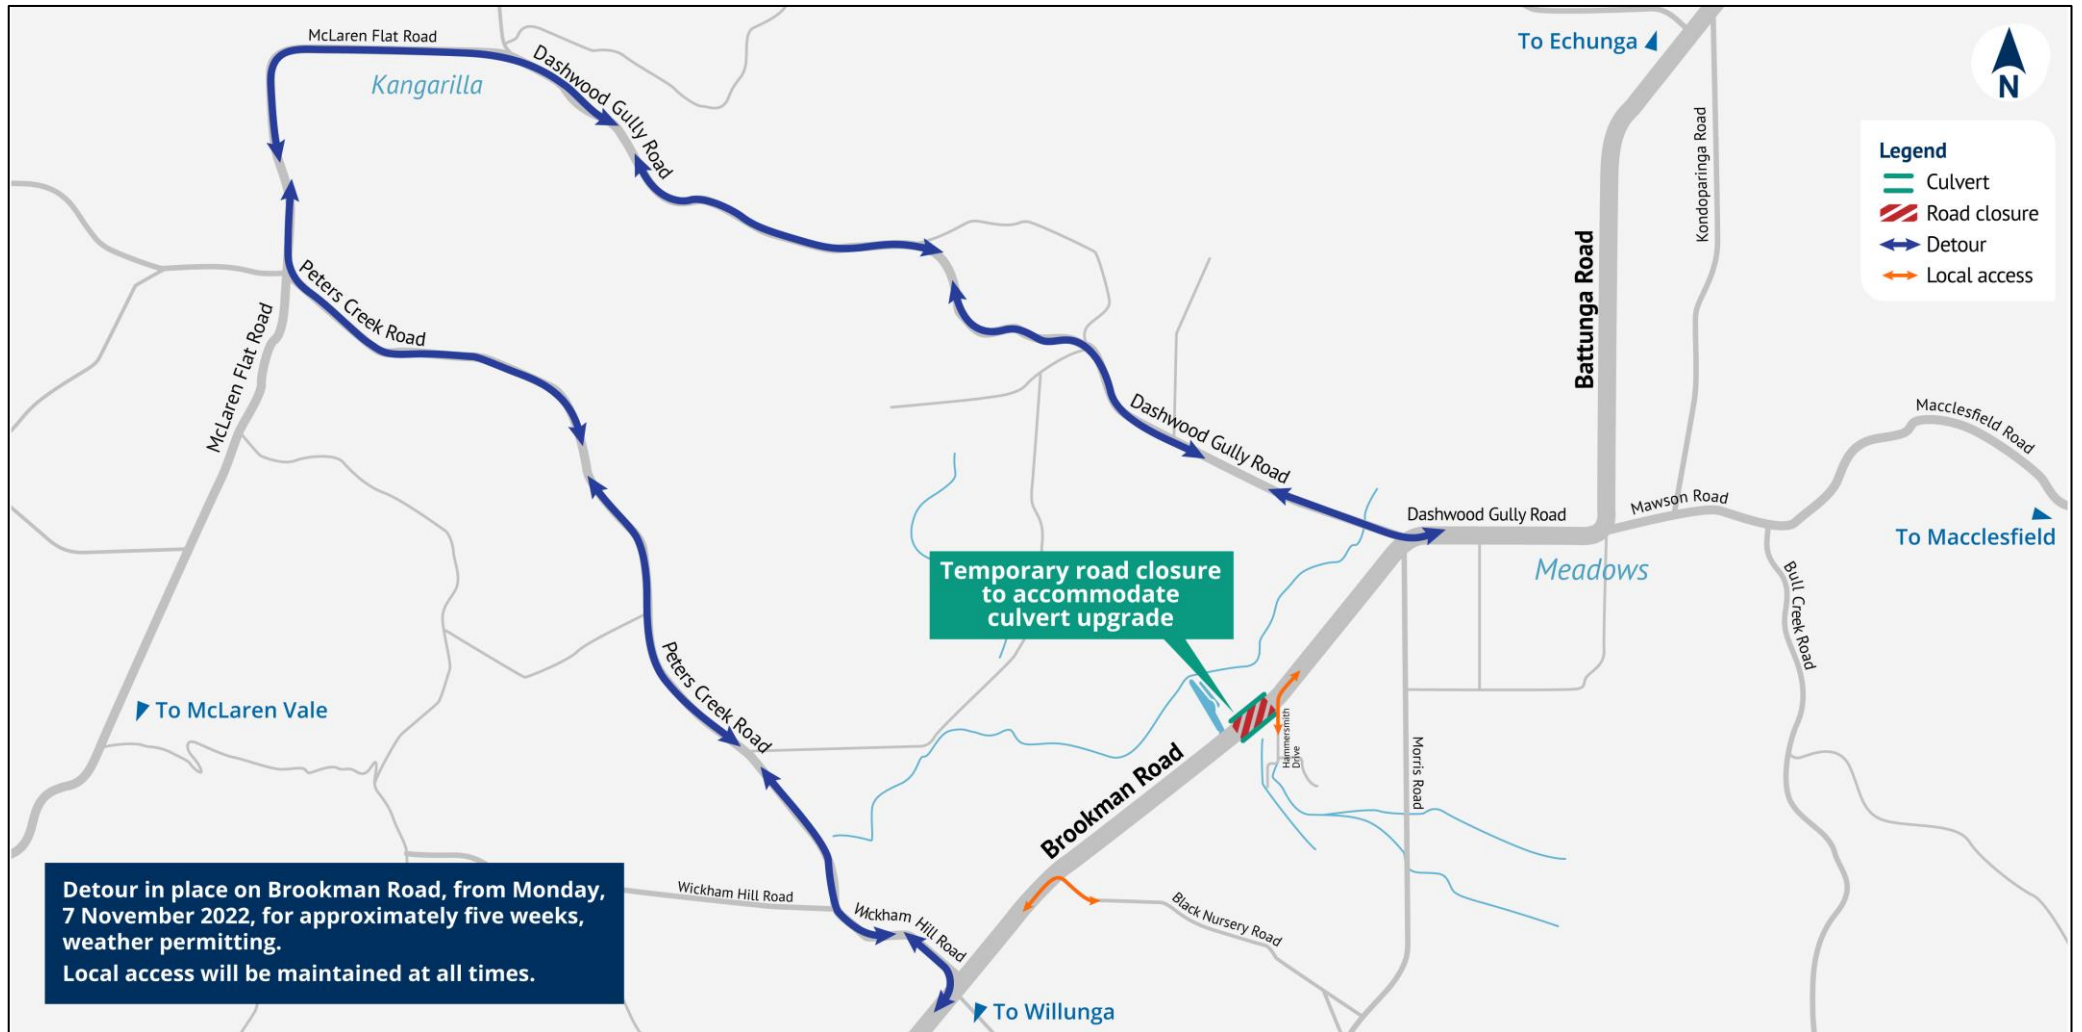 McLaren Flat Road
Kangarilla
Dashwood Gully Road
To Echunga
N
Kondoparinga Road
Legend
Culvert
Road closure
Detour
Local access
Battunga Road
Peters Creek Road
McLaren Flat Road
Dashwood Gully Road
Macclesfield Road
Mawson Road
Dashwood Gully Road
To Macclesfield
Meadows
Bull Creek Road
Temporary road closure
to accommodate
culvert upgrade
Peters Creek Road
To McLaren Vale
Hammersmith
Drive
Morris Road
Brookman Road
Wickham Hill Road
Wckham Hill Road
Black Nursery Road
Detour in place on Brookman Road, from Monday,
7 November 2022, for approximately five weeks,
weather permitting.
Local access will be maintained at all times.
To Willunga